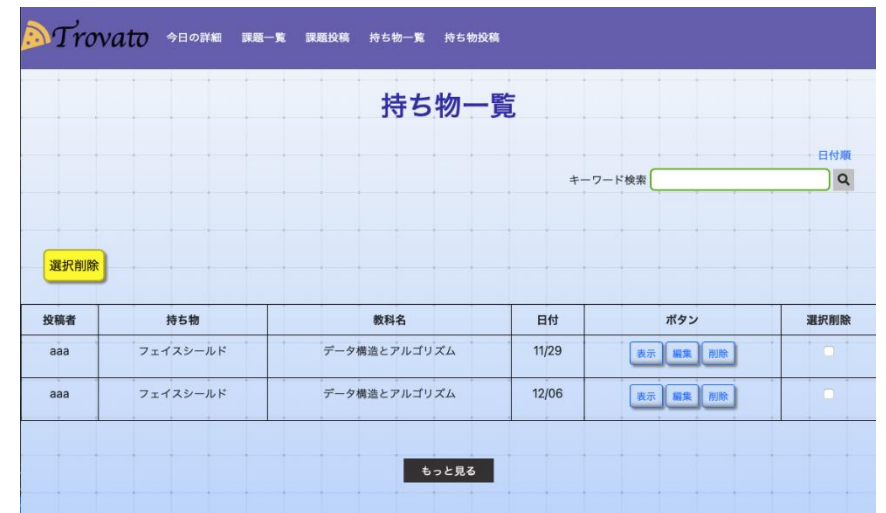 Trovato 今日の詳細 課題一覧 課題投稿 持ち物一覧 持ち物投稿
持ち物一覧
日付順
キーワード検索
選択削除
投稿者 持ち物 教科名 日付 ボタン 選択削除
aaa フェイスシールド データ構造とアルゴリズム 11/29 表示 編集 削除
aaa フェイスシールド データ構造とアルゴリズム 12/06 表示 編集 削除
もっと見る